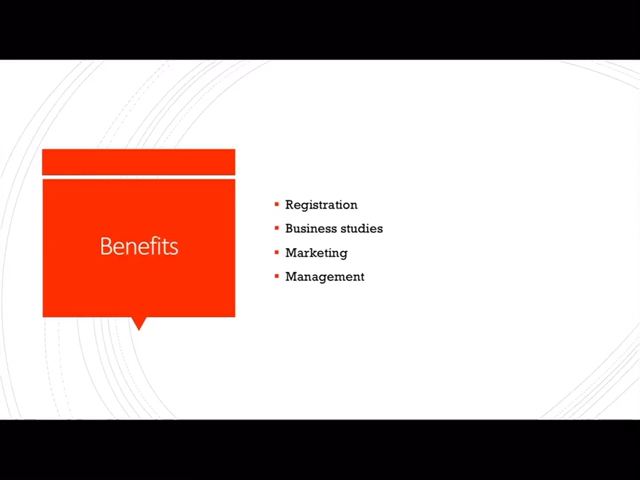 Benefits
Registration
Business studies
Marketing
Management